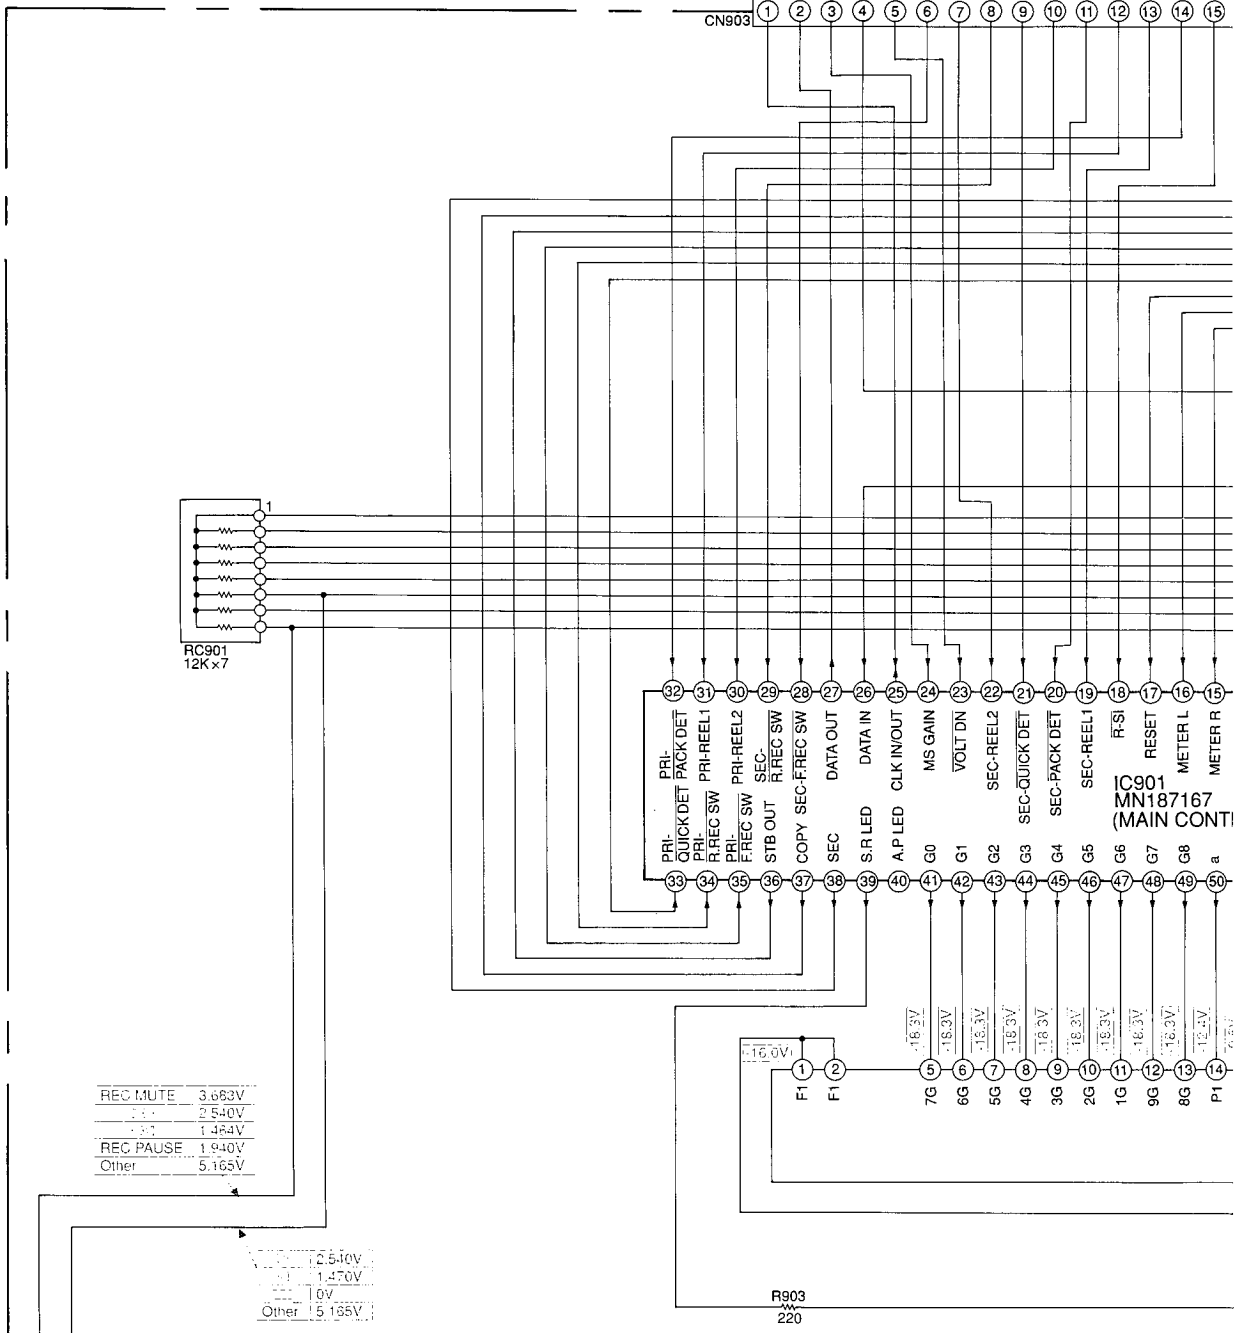 CN903 1 2 3 4 5 6 7 8 9 10 11 12 13 14 15
1
RC901
12K×7
32 31 30 29 28 27 26 25 24 23 22 21 20 19 18 17 16 15
PRI-
PACK DET
PRI-REEL1
PRI-REEL2
SEC-
R.REC SW
SEC-F.REC SW
DATA OUT
DATA IN
CLK IN/OUT
MS GAIN
VOLT DN
SEC-REEL2
SEC-QUICK DET
SEC-PACK DET
SEC-REEL1
R-SI
RESET
METER L
METER R
IC901
MN187167
(MAIN CONT
PRI-
QUICK DET
PRI-
R.REC SW
PRI-
F.REC SW
STB OUT
COPY
SEC
S.R LED
A.P LED
G0
G1
G2
G3
G4
G5
G6
G7
G8
a
33 34 35 36 37 38 39 40 41 42 43 44 45 46 47 48 49 50
-16.0V
-18.3V
-18.3V
-18.3V
-18.3V
-18.3V
-18.3V
-18.3V
-18.3V
-18.3V
-12.4V
1 2 5 6 7 8 9 10 11 12 13 14
F1
F1
7G
6G
5G
4G
3G
2G
1G
9G
8G
P1
REC MUTE 3.683V
2.540V
1.464V
REC PAUSE 1.940V
Other 5.165V
2.540V
1.470V
0V
Other 5.165V
R903
220